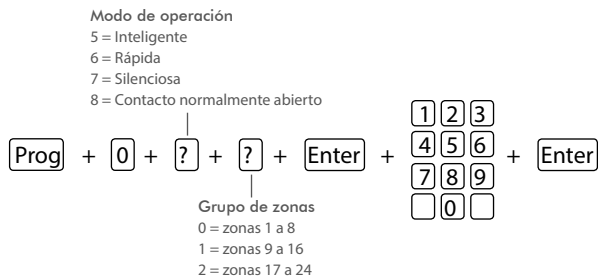 Modo de operación
5 = Inteligente
6 = Rápida
7 = Silenciosa
8 = Contacto normalmente abierto
1 2 3
4 5 6
7 8 9
0
Prog + 0 + ? + ? + Enter + + Enter
Grupo de zonas
0 = zonas 1 a 8
1 = zonas 9 a 16
2 = zonas 17 a 24